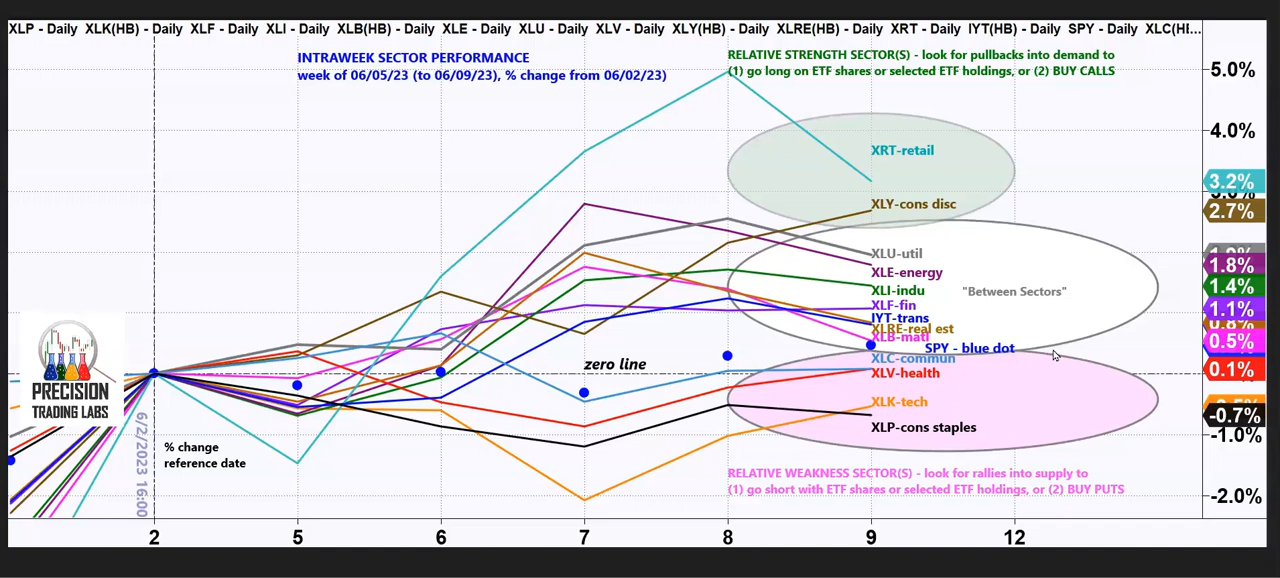 XLP - Daily XLK(HB) - Daily XLF - Daily XLI - Daily XLB(HB) - Daily XLE - Daily XLU - Daily XLV - Daily XLY(HB) - Daily XLRE(HB) - Daily XRT - Daily IYT(HB) - Daily SPY - Daily XLC(HI...
INTRAWEEK SECTOR PERFORMANCE
week of 06/05/23 (to 06/09/23), % change from 06/02/23)
RELATIVE STRENGTH SECTOR(S) - look for pullbacks into demand to
(1) go long on ETF shares or selected ETF holdings, or (2) BUY CALLS
5.0%
4.0%
XRT-retail
3.2%
XLY-cons disc
2.7%
XLU-util
XLE-energy
1.8%
XLI-indu
"Between Sectors"
1.4%
XLF-fin
1.1%
IYT-trans
XLRE-real est
XLB-matl
0.5%
SPY - blue dot
XLC-commun
zero line
XLV-health
0.1%
XLK-tech
-0.7%
XLP-cons staples
-1.0%
PRECISION
TRADING LABS
6/2/2023 16:00
% change
reference date
RELATIVE WEAKNESS SECTOR(S) - look for rallies into supply to
(1) go short with ETF shares or selected ETF holdings, or (2) BUY PUTS
-2.0%
2 5 6 7 8 9 12